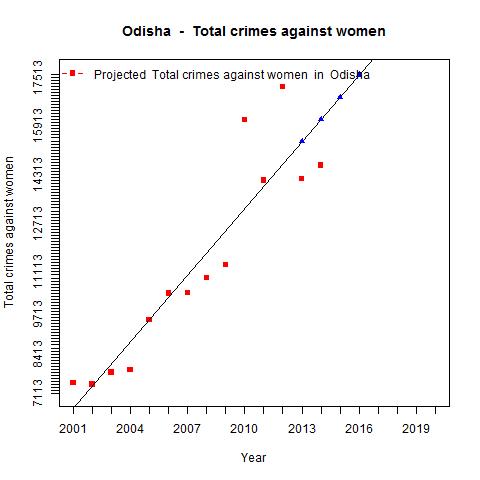 Odisha - Total crimes against women
Projected Total crimes against women in Odisha
Total crimes against women
17513
15913
14313
12713
11113
9713
8413
7113
2001 2004 2007 2010 2013 2016 2019
Year